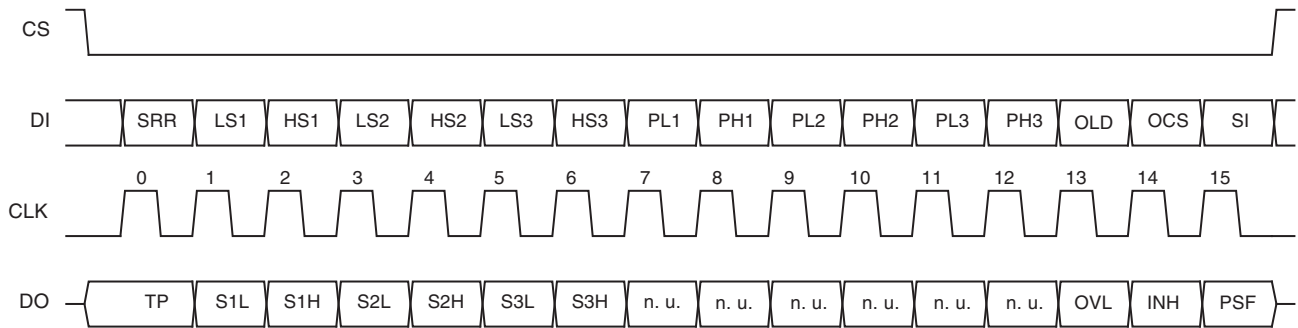 CS
DI SRR LS1 HS1 LS2 HS2 LS3 HS3 PL1 PH1 PL2 PH2 PL3 PH3 OLD OCS SI
0 1 2 3 4 5 6 7 8 9 10 11 12 13 14 15
CLK
DO TP S1L S1H S2L S2H S3L S3H n. u. n. u. n. u. n. u. n. u. n. u. OVL INH PSF